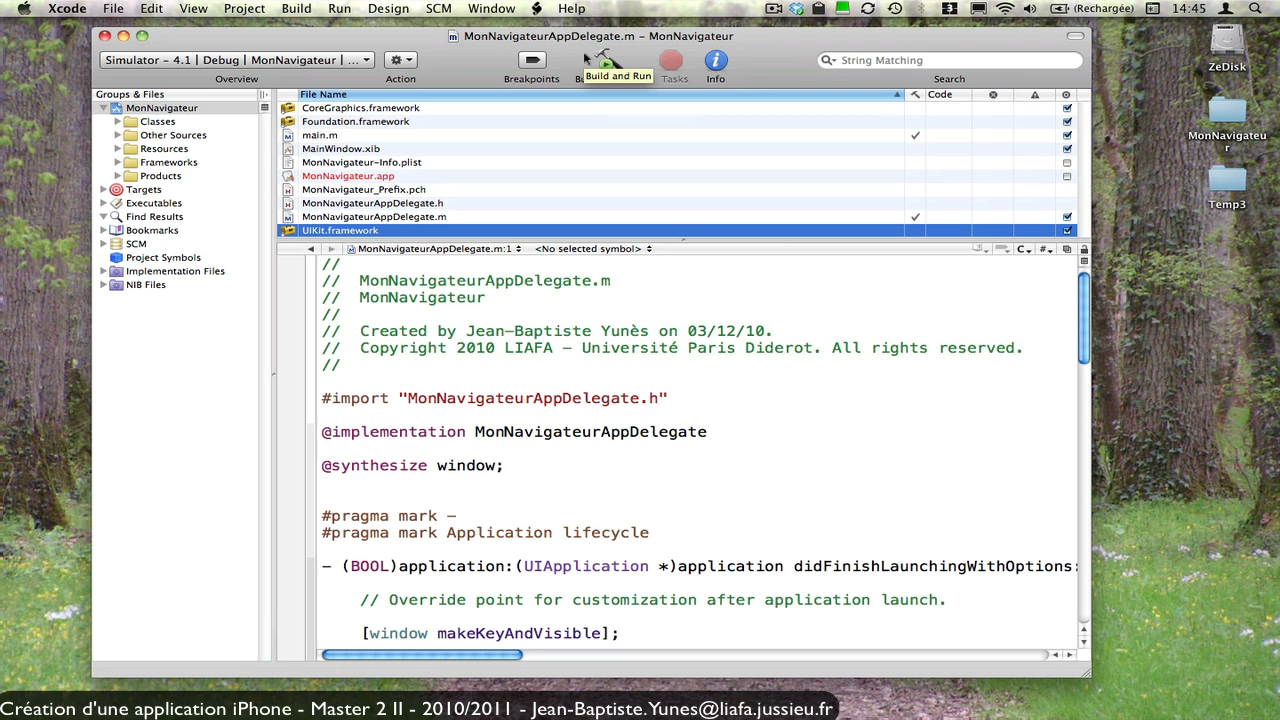 Xcode File Edit View Project Build Run Design SCM Window Help (Rechargée) 14:45
MonNavigateurAppDelegate.m – MonNavigateur
Simulator - 4.1 | Debug | MonNavigateur | ...
String Matching
Overview Action Breakpoints Tasks Info Search
Build and Run
Groups & Files
MonNavigateur
Classes
Other Sources
Resources
Frameworks
Products
Targets
Executables
Find Results
Bookmarks
SCM
Project Symbols
Implementation Files
NIB Files
File Name Code
CoreGraphics.framework
Foundation.framework
main.m
MainWindow.xib
MonNavigateur-Info.plist
MonNavigateur.app
MonNavigateur_Prefix.pch
MonNavigateurAppDelegate.h
MonNavigateurAppDelegate.m
UIKit.framework
MonNavigateurAppDelegate.m:1 <No selected symbol> C #
//
// MonNavigateurAppDelegate.m
// MonNavigateur
//
// Created by Jean-Baptiste Yunès on 03/12/10.
// Copyright 2010 LIAFA - Université Paris Diderot. All rights reserved.
//
#import "MonNavigateurAppDelegate.h"
@implementation MonNavigateurAppDelegate
@synthesize window;
#pragma mark -
#pragma mark Application lifecycle
- (BOOL)application:(UIApplication *)application didFinishLaunchingWithOptions:
// Override point for customization after application launch.
[window makeKeyAndVisible];
ZeDisk
MonNavigateu
r
Temp3
Création d'une application iPhone - Master 2 II - 2010/2011 - Jean-Baptiste.Yunes@liafa.jussieu.fr